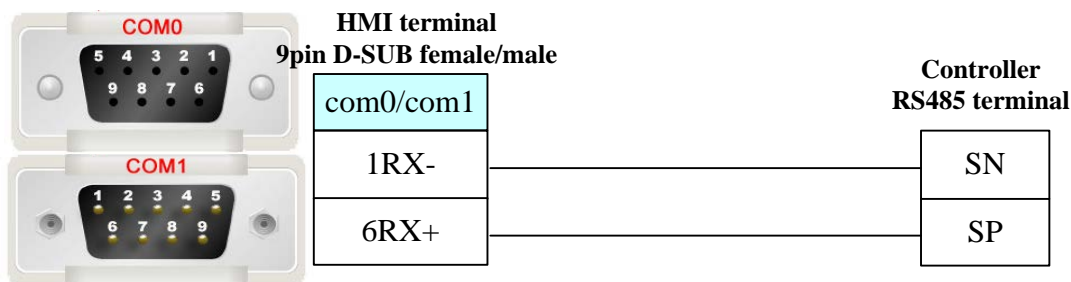 COM0
5 4 3 2 1
9 8 7 6
COM1
1 2 3 4 5
6 7 8 9
HMI terminal
9pin D-SUB female/male
com0/com1
1RX-
6RX+
Controller
RS485 terminal
SN
SP